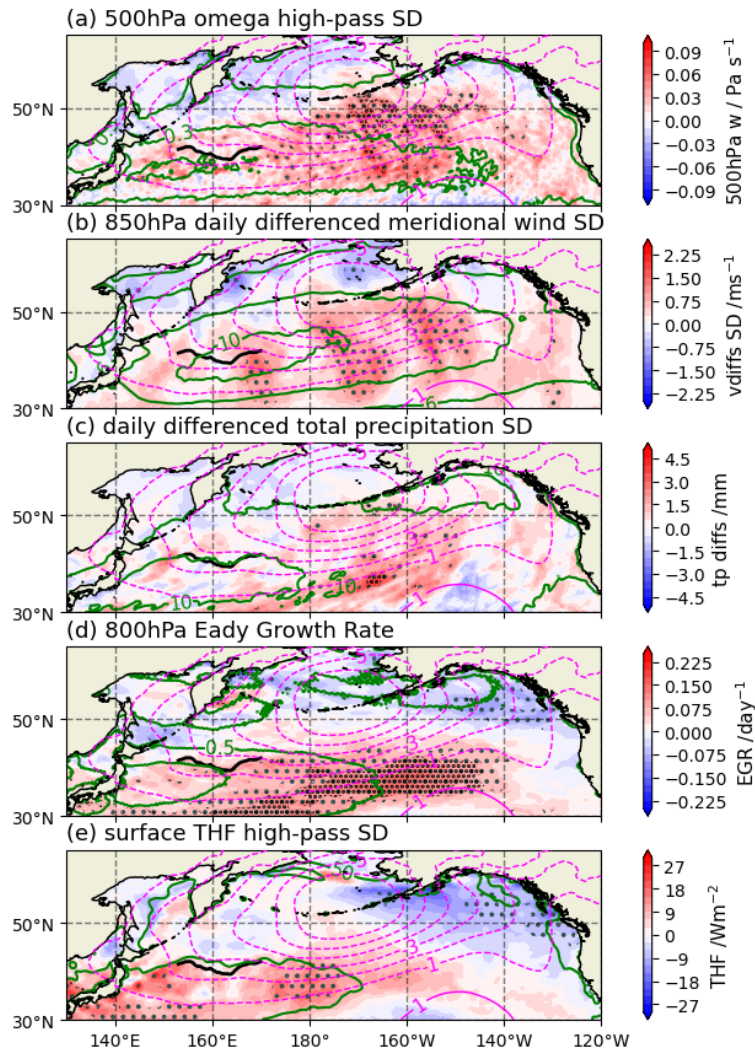 (a) 500hPa omega high-pass SD
50°N
30°N
0.3
0.09
0.06
0.03
0.00
−0.03
−0.06
−0.09
500hPa w / Pa s⁻¹
(b) 850hPa daily differenced meridional wind SD
50°N
30°N
10
3
1
6
2.25
1.50
0.75
0.00
−0.75
−1.50
−2.25
vdiffs SD /ms⁻¹
(c) daily differenced total precipitation SD
50°N
30°N
10
10
3
1
1
4.5
3.0
1.5
0.0
−1.5
−3.0
−4.5
tp diffs /mm
(d) 800hPa Eady Growth Rate
50°N
30°N
0.5
3
1
1
0.225
0.150
0.075
0.000
−0.075
−0.150
−0.225
EGR /day⁻¹
(e) surface THF high-pass SD
50°N
30°N
50
3
1
1
27
18
9
0
−9
−18
−27
THF /Wm⁻²
140°E
160°E
180°
160°W
140°W
120°W